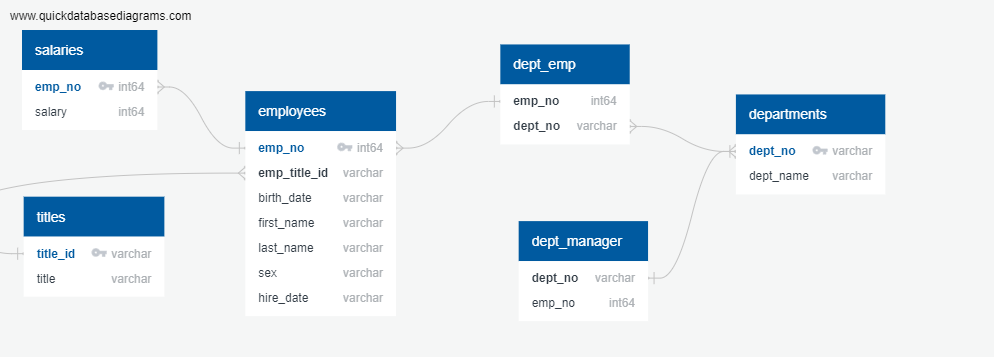 www.quickdatabasediagrams.com
salaries
emp_no int64
salary int64
titles
title_id varchar
title varchar
employees
emp_no int64
emp_title_id varchar
birth_date varchar
first_name varchar
last_name varchar
sex varchar
hire_date varchar
dept_emp
emp_no int64
dept_no varchar
dept_manager
dept_no varchar
emp_no int64
departments
dept_no varchar
dept_name varchar